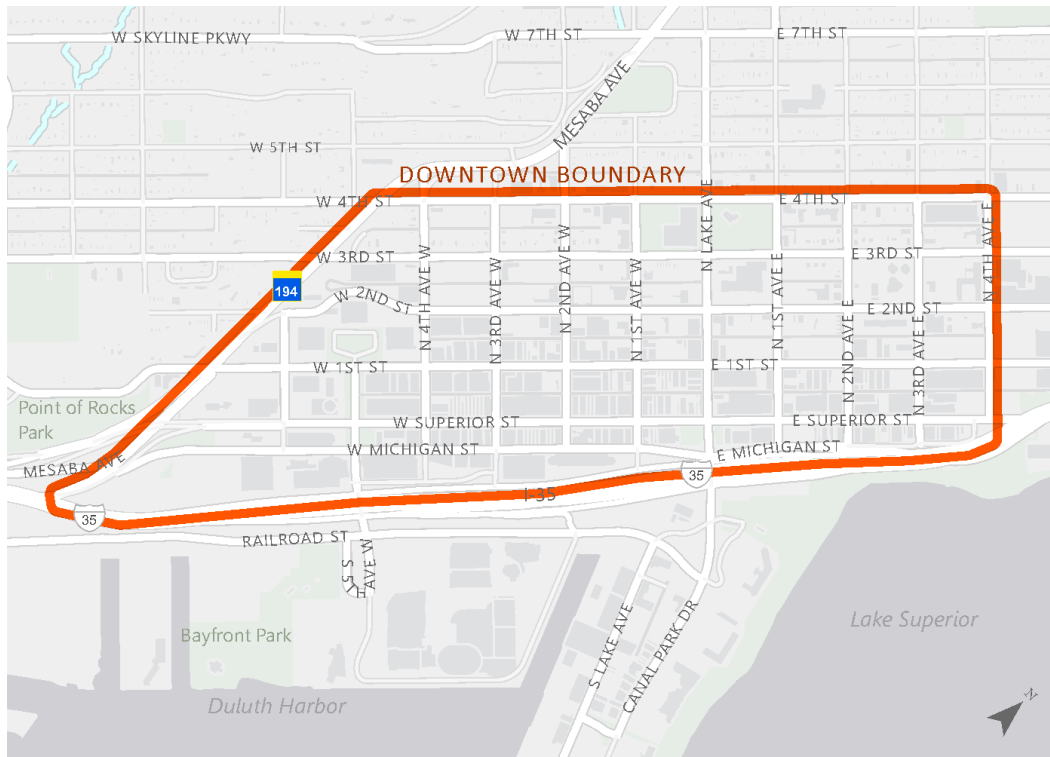 W SKYLINE PKWY
W 7TH ST
E 7TH ST
MESABA AVE
W 5TH ST
DOWNTOWN BOUNDARY
W 4TH ST
E 4TH ST
N LAKE AVE
N 4TH AVE E
W 3RD ST
E 3RD ST
194
W 2ND ST
E 2ND ST
N 4TH AVE W
N 3RD AVE W
N 2ND AVE W
N 1ST AVE W
N 1ST AVE E
N 2ND AVE E
N 3RD AVE E
W 1ST ST
E 1ST ST
Point of Rocks
Park
W SUPERIOR ST
E SUPERIOR ST
W MICHIGAN ST
E MICHIGAN ST
MESABA AVE
35
I-35
35
RAILROAD ST
S 5TH AVE W
S LAKE AVE
CANAL PARK DR
Lake Superior
Bayfront Park
Duluth Harbor
N